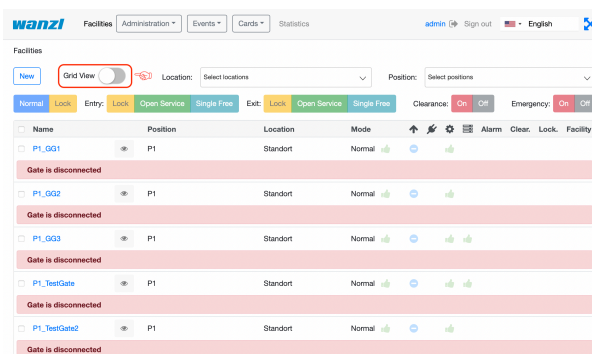 wanzl Facilities Administration Events Cards Statistics admin Sign out English
Facilities
New Grid View Location: Select locations Position: Select positions
Normal Lock Entry: Lock Open Service Single Free Exit: Lock Open Service Single Free Clearance: On Off Emergency: On Off
Name Position Location Mode Alarm Clear. Lock. Facility
P1_GG1 P1 Standort Normal
Gate is disconnected
P1_GG2 P1 Standort Normal
Gate is disconnected
P1_GG3 P1 Standort Normal
Gate is disconnected
P1_TestGate P1 Standort Normal
Gate is disconnected
P1_TestGate2 P1 Standort Normal
Gate is disconnected